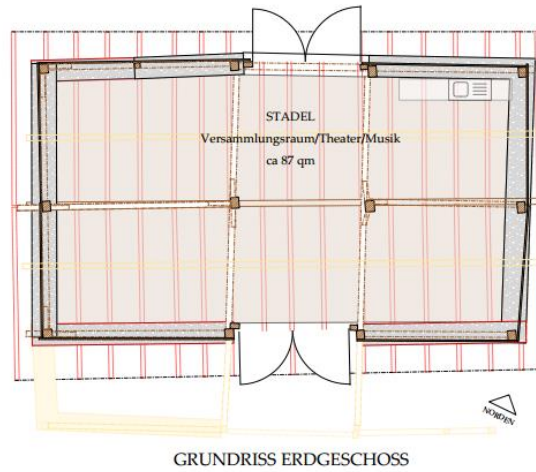 STADEL
Versammlungsraum/Theater/Musik
ca 87 qm
NORDEN
GRUNDRISS ERDGESCHOSS